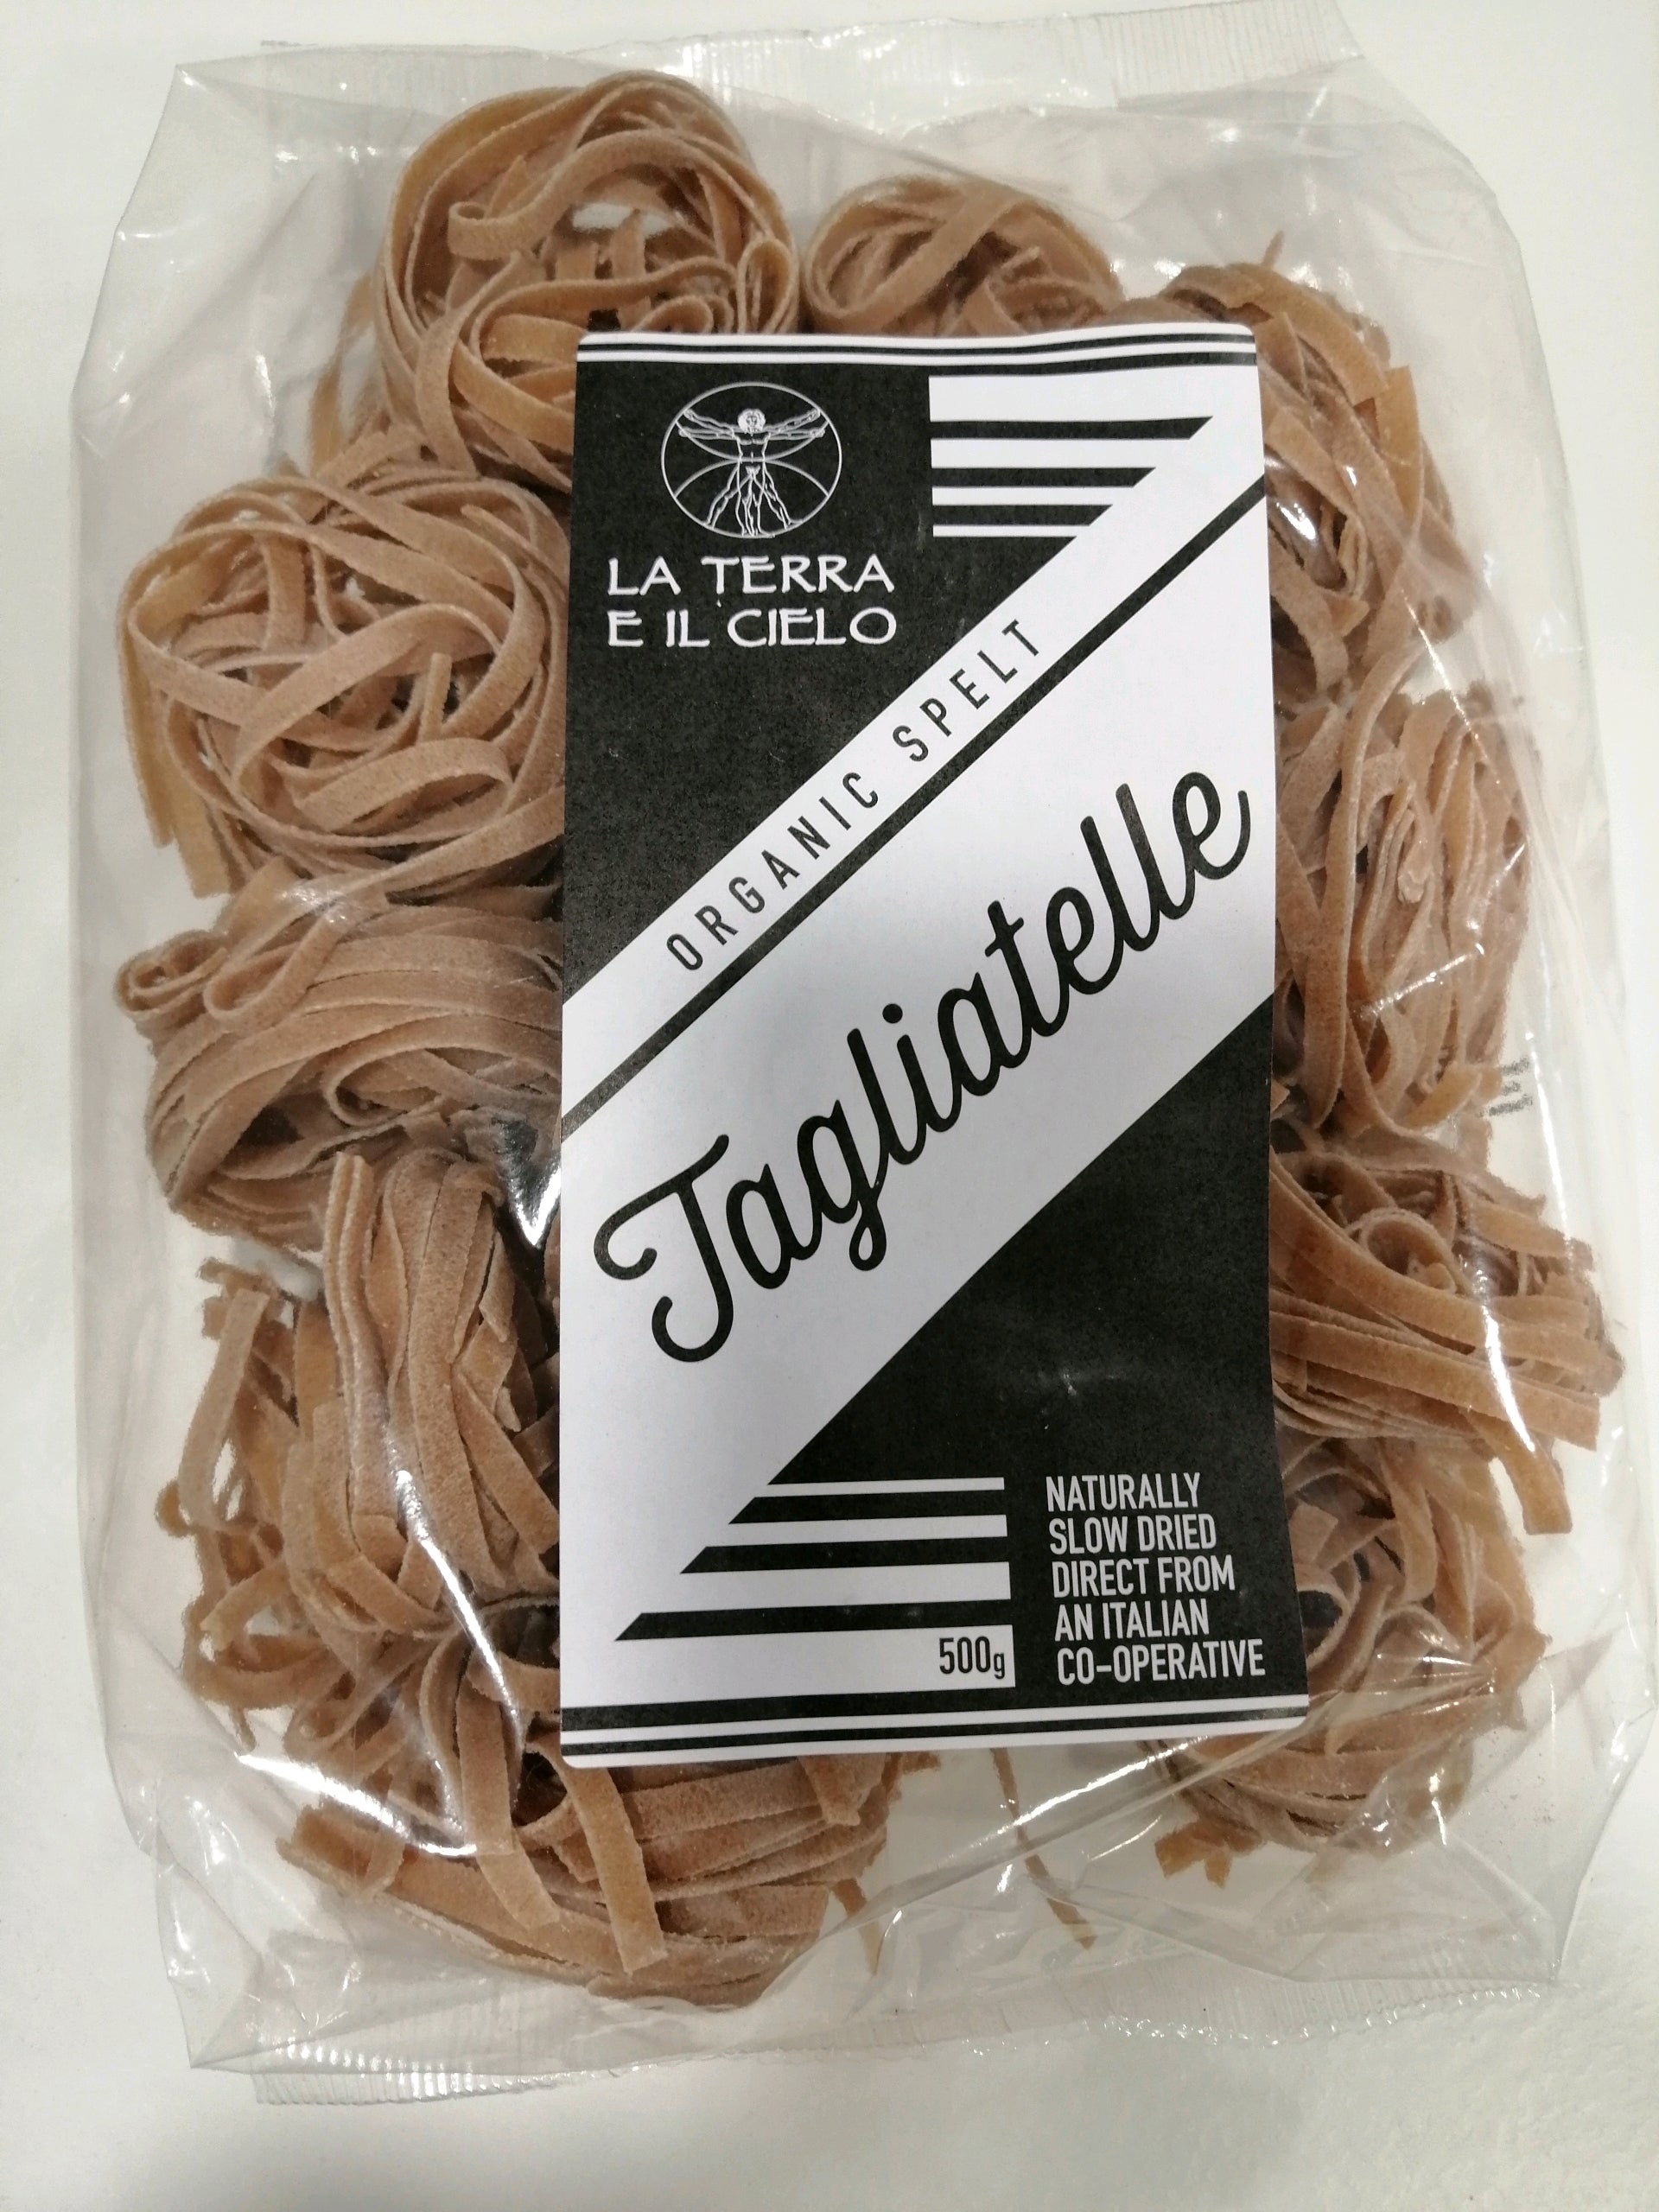 LA TERRA
E IL CIELO
ORGANIC SPELT
Tagliatelle
500g
NATURALLY
SLOW DRIED
DIRECT FROM
AN ITALIAN
CO-OPERATIVE